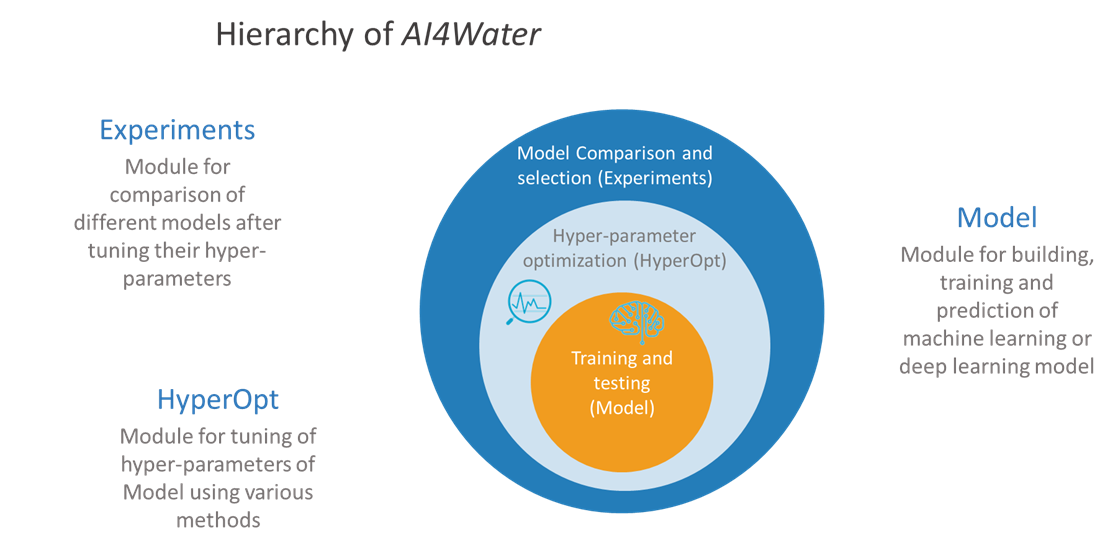 Hierarchy of AI4Water
Experiments
Module for
comparison of
different models after
tuning their hyper-
parameters
HyperOpt
Module for tuning of
hyper-parameters of
Model using various
methods
Model Comparison and
selection (Experiments)
Hyper-parameter
optimization (HyperOpt)
Training and
testing
(Model)
Model
Module for building,
training and
prediction of
machine learning or
deep learning model